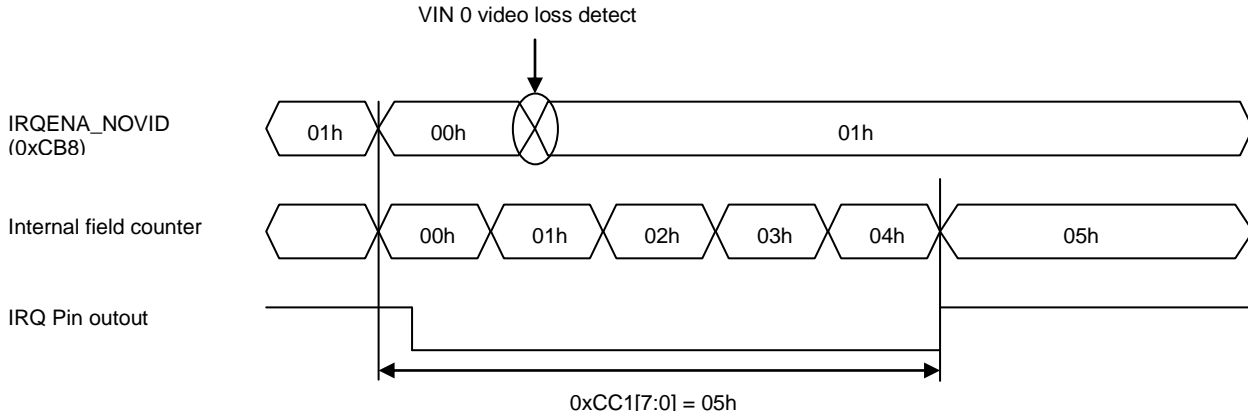 VIN 0 video loss detect
IRQENA_NOVID
(0xCB8)
01h
00h
01h
Internal field counter
00h
01h
02h
03h
04h
05h
IRQ Pin outout
0xCC1[7:0] = 05h